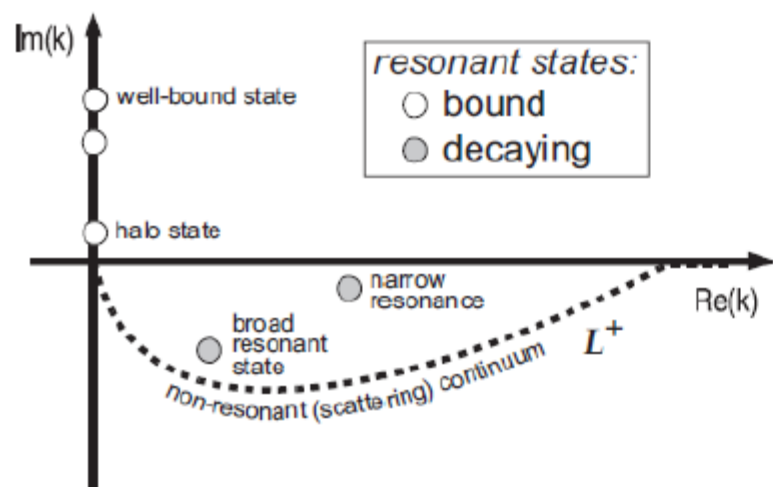 Im(k)
resonant states:
bound
decaying
well-bound state
halo state
narrow
resonance
Re(k)
broad
resonant
state
L+
non-resonant (scattering) continuum